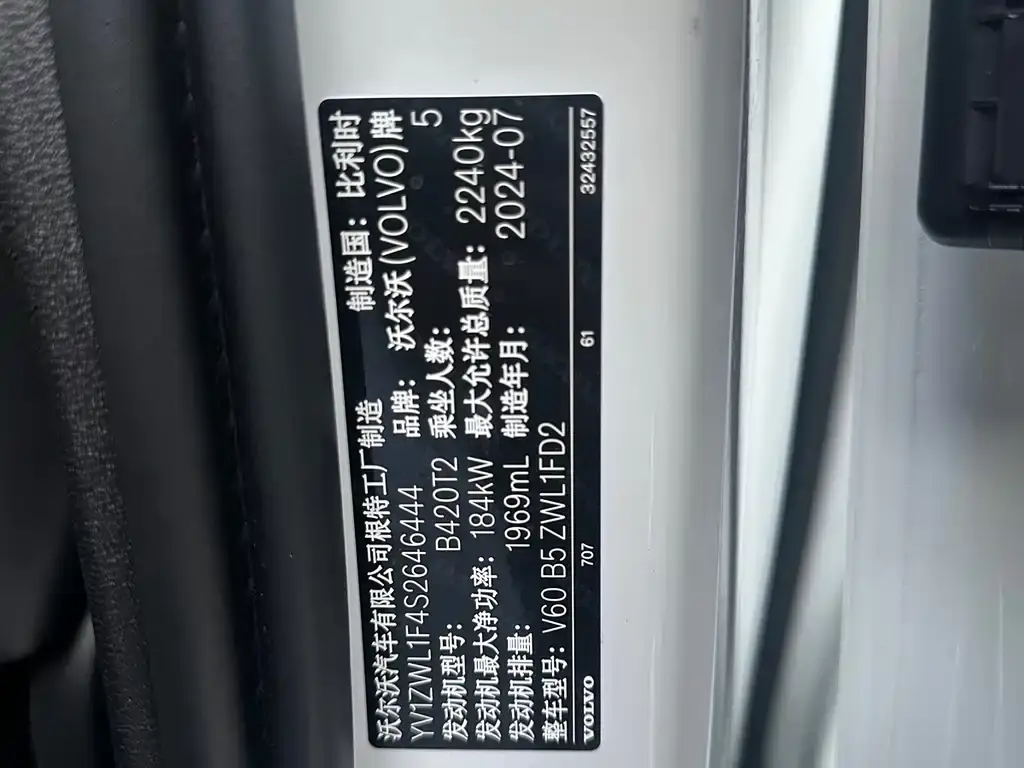 沃尔沃汽车有限公司根特工厂制造 制造国：比利时
YV1ZWL1F4S2646444 品牌：沃尔沃(VOLVO)牌
发动机型号：B420T2 乘坐人数：5
发动机最大净功率：184kW 最大允许总质量：2240kg
发动机排量：1969mL 制造年月：2024-07
整车型号：V60 B5 ZWL1FD2
VOLVO 707 61 32432557